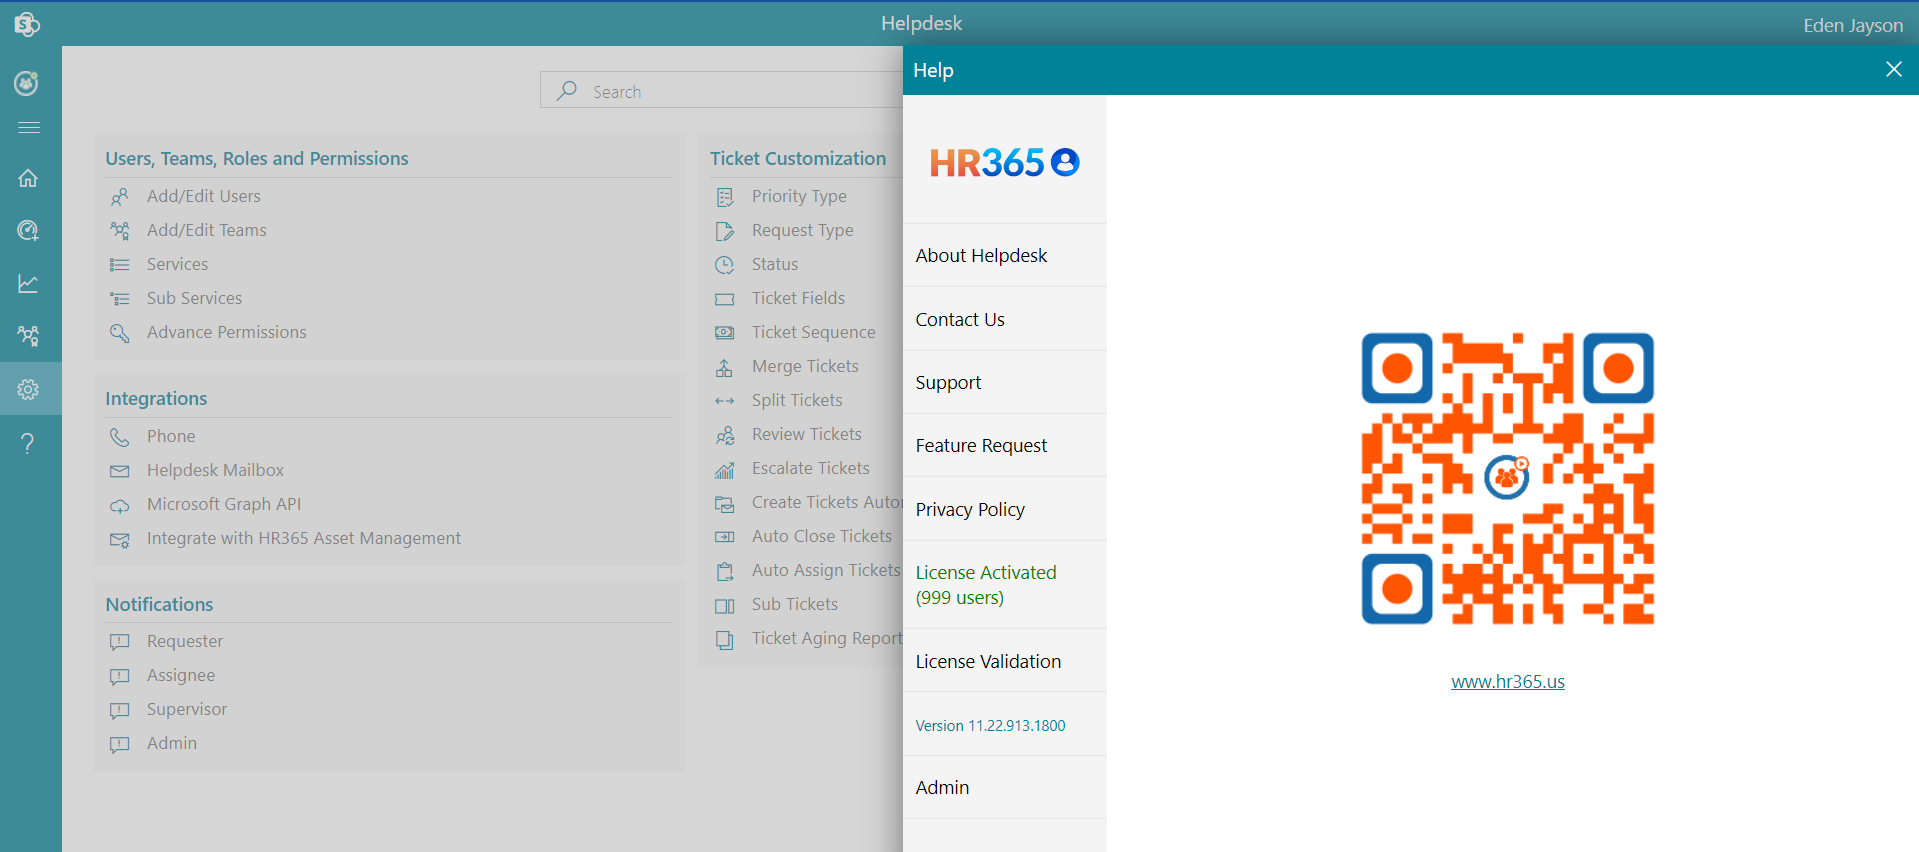 Helpdesk
Eden Jayson
Search
Users, Teams, Roles and Permissions
Add/Edit Users
Add/Edit Teams
Services
Sub Services
Advance Permissions
Integrations
Phone
Helpdesk Mailbox
Microsoft Graph API
Integrate with HR365 Asset Management
Notifications
Requester
Assignee
Supervisor
Admin
Ticket Customization
Priority Type
Request Type
Status
Ticket Fields
Ticket Sequence
Merge Tickets
Split Tickets
Review Tickets
Escalate Tickets
Create Tickets Auto
Auto Close Tickets
Auto Assign Tickets
Sub Tickets
Ticket Aging Report
Help
HR365
About Helpdesk
Contact Us
Support
Feature Request
Privacy Policy
License Activated
(999 users)
License Validation
Version 11.22.913.1800
Admin
www.hr365.us